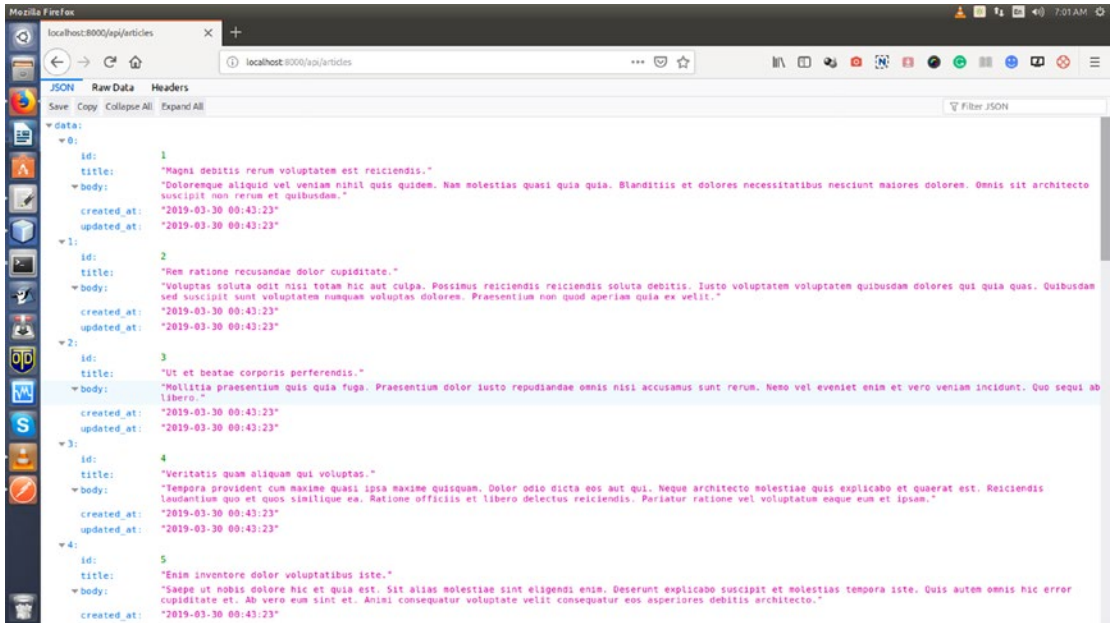 Mozilla Firefox
7:01 AM
localhost:8000/api/articles
localhost:8000/api/articles
JSON Raw Data Headers
Save Copy Collapse All Expand All
Filter JSON
data:
0:
id: 1
title: "Magni debitis rerum voluptatem est reiciendis."
body: "Doloremque aliquid vel veniam nihil quis quidem. Nam molestias quasi quia quia. Blanditiis et dolores necessitatibus nesciunt maiores dolorem. Omnis sit architecto
suscipit non rerum et quibusdam."
created_at: "2019-03-30 00:43:23"
updated_at: "2019-03-30 00:43:23"
1:
id: 2
title: "Rem ratione recusandae dolor cupiditate."
body: "Voluptas soluta odit nisi totam hic aut culpa. Possimus reiciendis reiciendis soluta debitis. Iusto voluptatem voluptatem quibusdam dolores qui quia quas. Quibusdam
sed suscipit sunt voluptatem numquam voluptas dolorem. Praesentium non quod aperiam quia ex velit."
created_at: "2019-03-30 00:43:23"
updated_at: "2019-03-30 00:43:23"
2:
id: 3
title: "Ut et beatae corporis perferendis."
body: "Mollitia praesentium quis quia fuga. Praesentium dolor iusto repudiandae omnis nisi accusamus sunt rerum. Nemo vel eveniet enim et vero veniam incidunt. Quo sequi ab
libero."
created_at: "2019-03-30 00:43:23"
updated_at: "2019-03-30 00:43:23"
3:
id: 4
title: "Veritatis quam aliquam qui voluptas."
body: "Tempora provident cum maxime quasi ipsa maxime quisquam. Dolor odio dicta eos aut qui. Neque architecto molestiae quis explicabo et quaerat est. Reiciendis
laudantium quo et quos similique ea. Ratione officiis et libero delectus reiciendis. Pariatur ratione vel voluptatum eaque eum et ipsam."
created_at: "2019-03-30 00:43:23"
updated_at: "2019-03-30 00:43:23"
4:
id: 5
title: "Enim inventore dolor voluptatibus iste."
body: "Saepe ut nobis dolore hic et quia est. Sit alias molestiae sint eligendi enim. Deserunt explicabo suscipit et molestias tempora iste. Quis autem omnis hic error
cupiditate et. Ab vero eum sint et. Animi consequatur voluptate velit consequatur eos asperiores debitis architecto."
created_at: "2019-03-30 00:43:23"